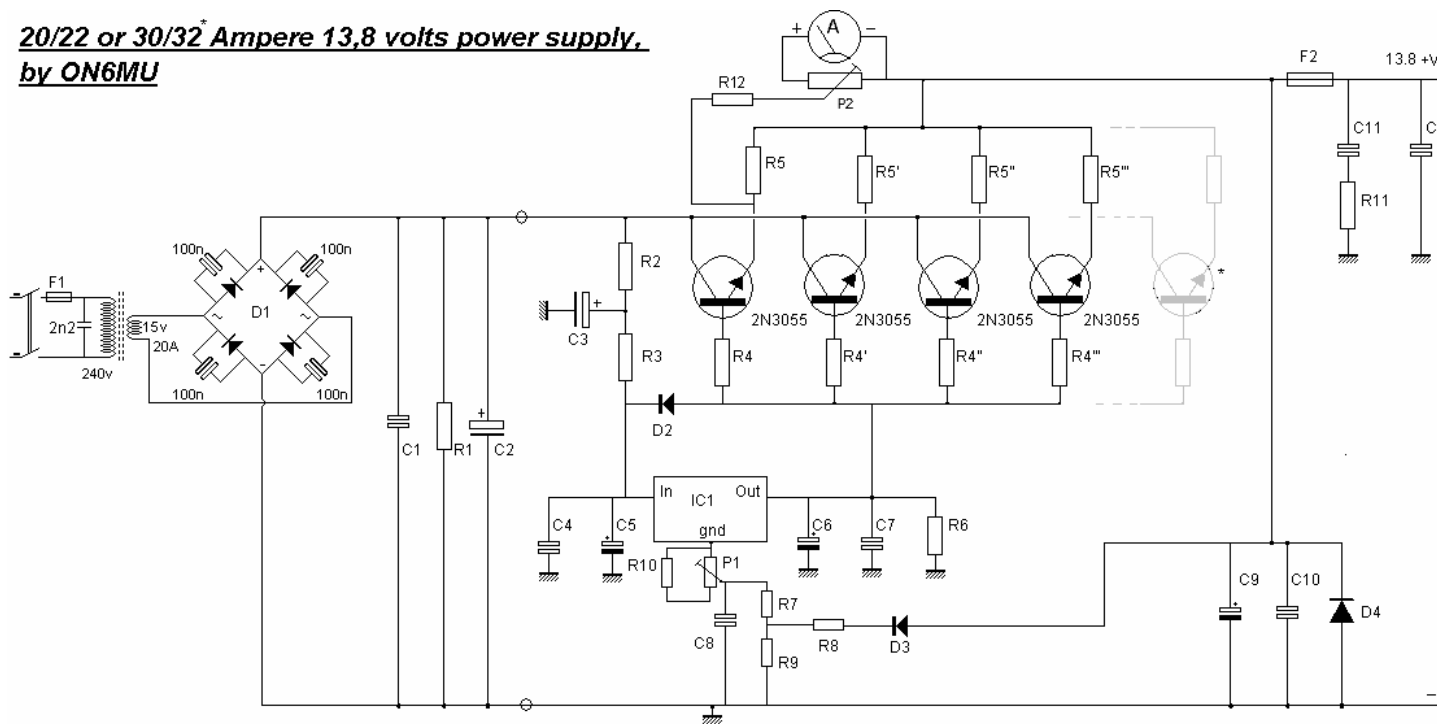 20/22 or 30/32* Ampere 13,8 volts power supply,
by ON6MU
+ A −
R12
P2
F2
13.8 +V
R5
R5'
R5"
R5'''
C11
C
R11
100n
100n
F1
2n2
240v
15v
20A
+
~
D1
~
−
100n
100n
C1
R1
+
C2
R2
+
C3
R3
D2
2N3055
2N3055
2N3055
2N3055
*
R4
R4'
R4"
R4'''
In
IC1
Out
gnd
C4
C5
+
C6
+
C7
R6
R10
P1
R7
C8
R9
R8
D3
C9
+
C10
D4
−